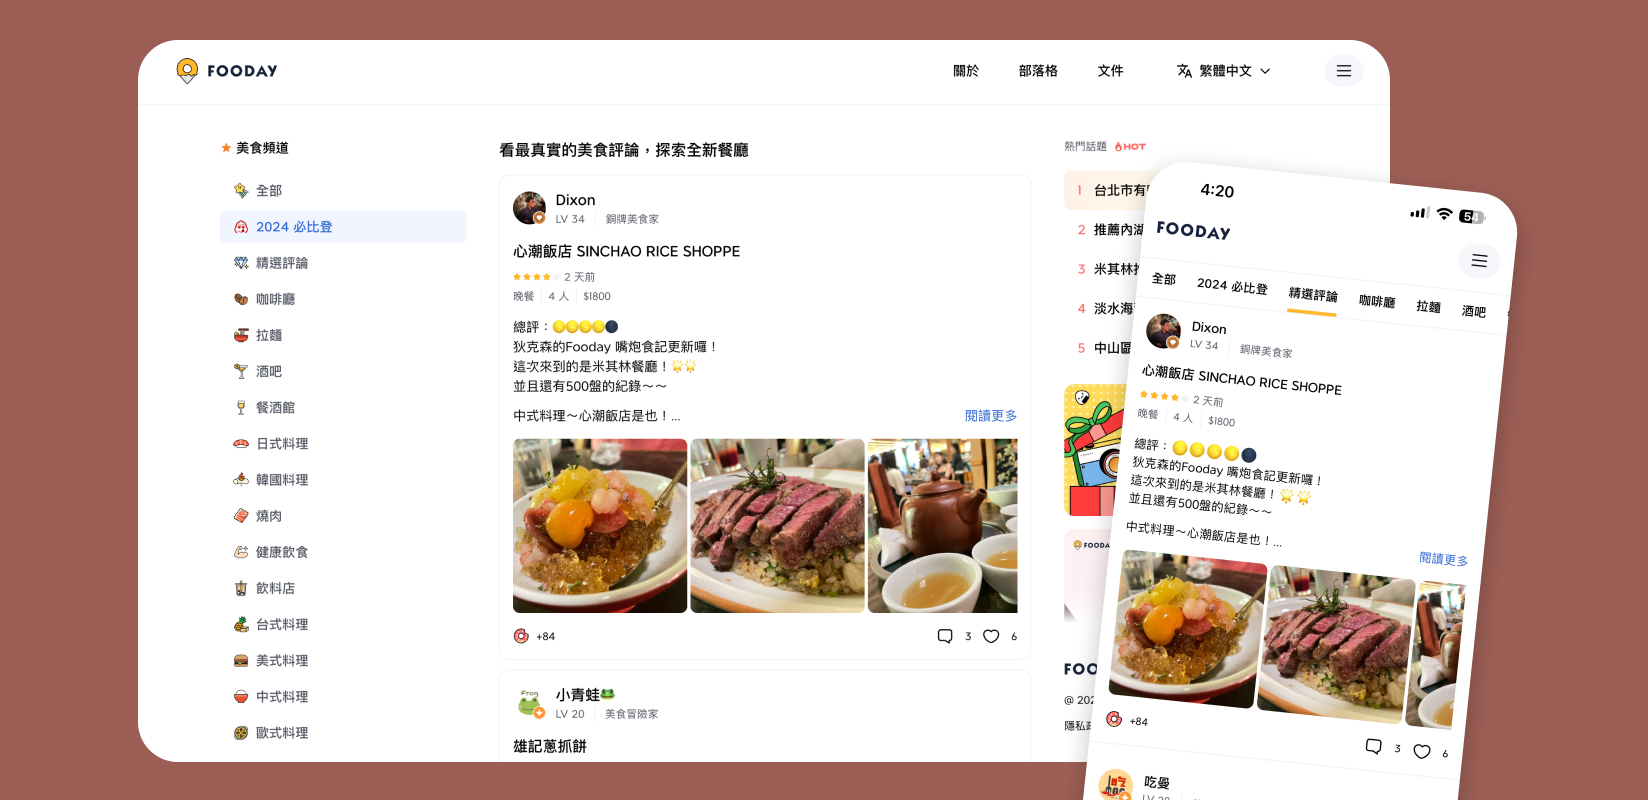 FOODAY
關於
部落格
文件
繁體中文
美食頻道
全部
2024 必比登
精選評論
咖啡廳
拉麵
酒吧
餐酒館
日式料理
韓國料理
燒肉
健康飲食
飲料店
台式料理
美式料理
中式料理
歐式料理
看最真實的美食評論，探索全新餐廳
Dixon
LV 34 鋼牌美食家
心潮飯店 SINCHAO RICE SHOPPE
2 天前
晚餐 4 人 $1800
總評：🌕🌕🌕🌕🌑
狄克森的Fooday 嘴炮食記更新囉！
這次來到的是米其林餐廳！🌟🌟
並且還有500盤的紀錄～～
中式料理～心潮飯店是也！...
閱讀更多
+84
3
6
Frog
小青蛙🐸
LV 20 美食冒險家
雄記蔥抓餅
熱門話題 HOT
1 台北市有
2 推薦內湖
3 米其林
4 淡水海
5 中山區
FOODA
FOO
@ 202
隱私
4:20
54
FOODAY
全部
2024 必比登
精選評論
咖啡廳
拉麵
酒吧
Dixon
LV 34 鋼牌美食家
心潮飯店 SINCHAO RICE SHOPPE
2 天前
晚餐 4 人 $1800
總評：🌕🌕🌕🌕🌑
狄克森的Fooday 嘴炮食記更新囉！
這次來到的是米其林餐廳！🌟🌟
並且還有500盤的紀錄～～
中式料理～心潮飯店是也！...
閱讀更多
+84
3
6
吃曼
LV 20